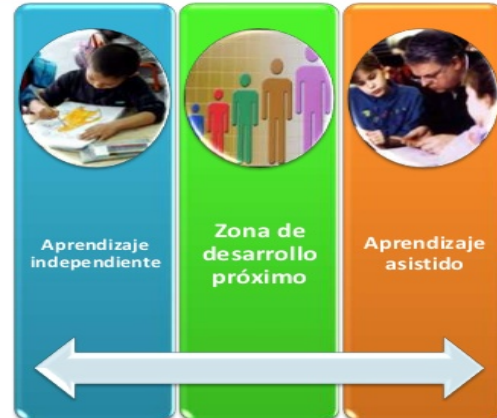 Aprendizaje
independiente
Zona de
desarrollo
próximo
Aprendizaje
asistido